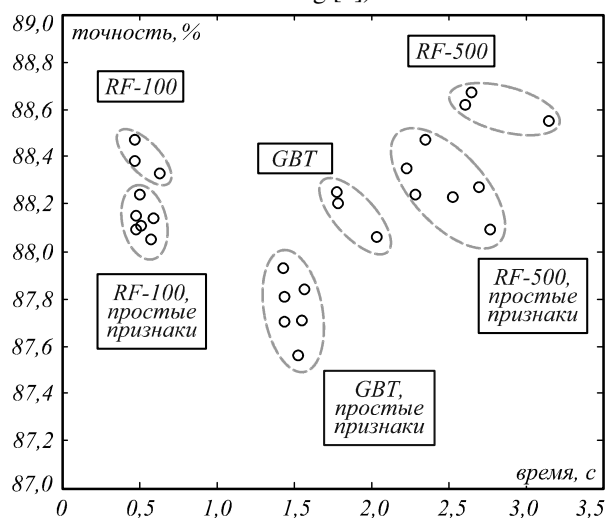 89,0
точность, %
88,8
RF-500
88,6
RF-100
88,4
GBT
88,2
88,0
RF-100,
простые
признаки
RF-500,
простые
признаки
87,8
87,6
87,4
GBT,
простые
признаки
87,2
87,0
время, с
0
0,5
1,0
1,5
2,0
2,5
3,0
3,5